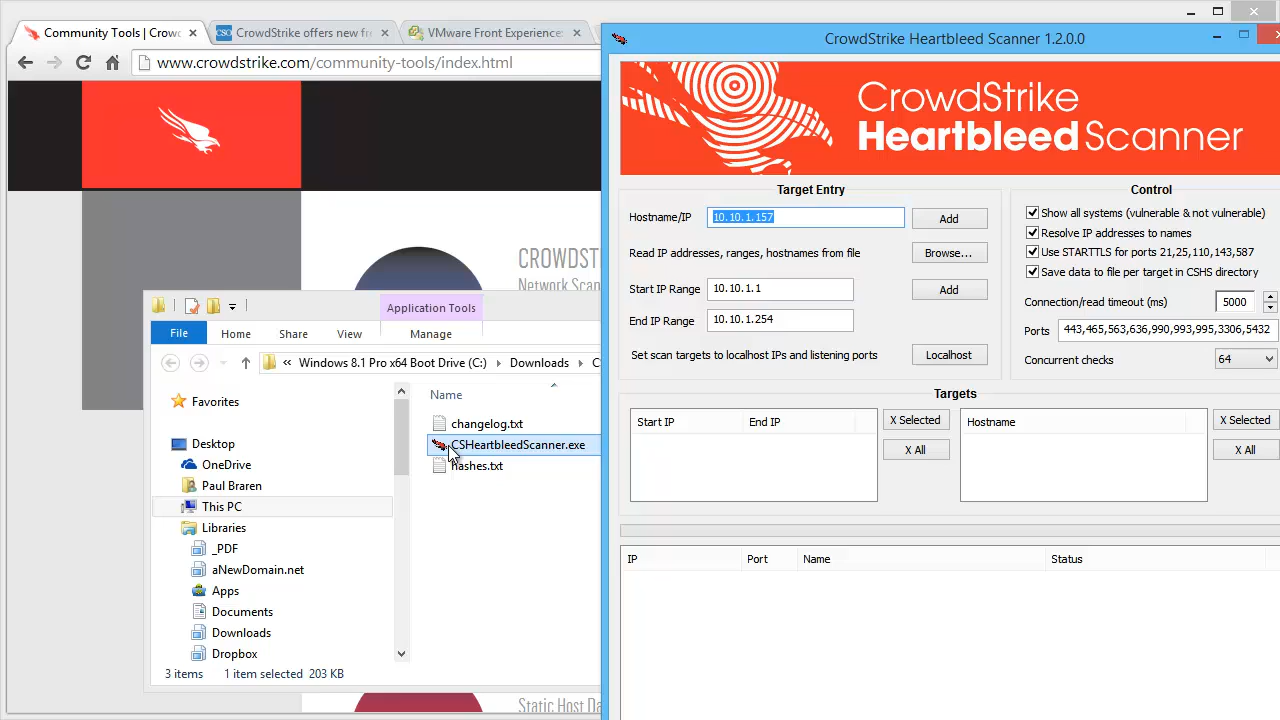 Community Tools | Crow
CrowdStrike offers new fr
VMware Front Experience
www.crowdstrike.com/community-tools/index.html
CROWDST
Network Sca
Application Tools
File
Home
Share
View
Manage
« Windows 8.1 Pro x64 Boot Drive (C:)
Downloads
Favorites
Desktop
OneDrive
Paul Braren
This PC
Libraries
_PDF
aNewDomain.net
Apps
Documents
Downloads
Dropbox
Name
changelog.txt
CSHeartbleedScanner.exe
hashes.txt
3 items
1 item selected 203 KB
Static Host Da
CrowdStrike Heartbleed Scanner 1.2.0.0
CrowdStrike
Heartbleed Scanner
Target Entry
Hostname/IP
10.10.1.157
Add
Read IP addresses, ranges, hostnames from file
Browse...
Start IP Range
10.10.1.1
Add
End IP Range
10.10.1.254
Set scan targets to localhost IPs and listening ports
Localhost
Control
Show all systems (vulnerable & not vulnerable)
Resolve IP addresses to names
Use STARTTLS for ports 21,25,110,143,587
Save data to file per target in CSHS directory
Connection/read timeout (ms)
5000
Ports
443,465,563,636,990,993,995,3306,5432
Concurrent checks
64
Targets
Start IP
End IP
X Selected
X All
Hostname
X Selected
X All
IP
Port
Name
Status